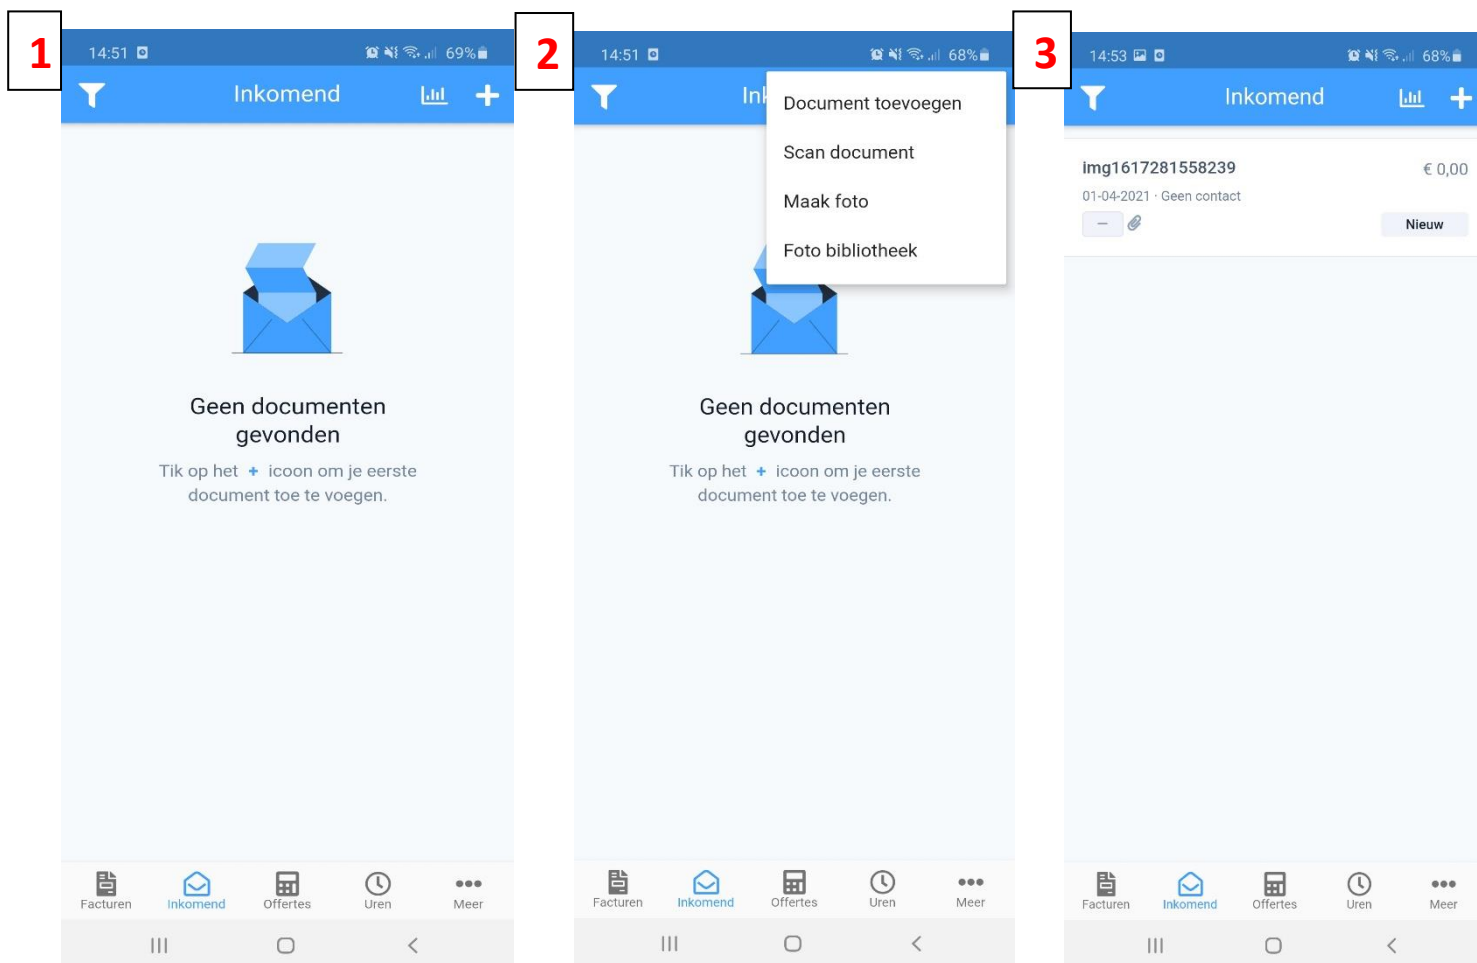 1
14:51
69%
Inkomend
Geen documenten
gevonden
Tik op het + icoon om je eerste
document toe te voegen.
Facturen
Inkomend
Offertes
Uren
Meer
2
14:51
68%
Ink
Document toevoegen
Scan document
Maak foto
Foto bibliotheek
Geen documenten
gevonden
Tik op het + icoon om je eerste
document toe te voegen.
Facturen
Inkomend
Offertes
Uren
Meer
3
14:53
68%
Inkomend
img1617281558239
€ 0,00
01-04-2021 · Geen contact
Nieuw
Facturen
Inkomend
Offertes
Uren
Meer